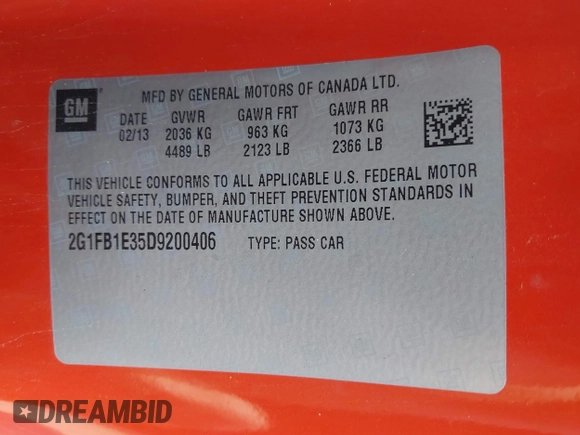 GM
MFD BY GENERAL MOTORS OF CANADA LTD.
DATE GVWR GAWR FRT GAWR RR
02/13 2036 KG 963 KG 1073 KG
4489 LB 2123 LB 2366 LB
THIS VEHICLE CONFORMS TO ALL APPLICABLE U.S. FEDERAL MOTOR
VEHICLE SAFETY, BUMPER, AND THEFT PREVENTION STANDARDS IN
EFFECT ON THE DATE OF MANUFACTURE SHOWN ABOVE.
2G1FB1E35D9200406 TYPE: PASS CAR
DREAMBID